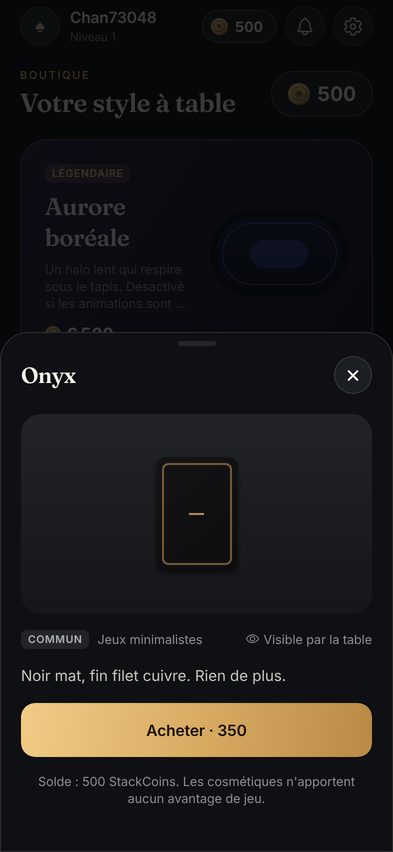 Chan73048
Niveau 1
500
BOUTIQUE
Votre style à table
500
LÉGENDAIRE
Aurore
boréale
Un halo lent qui respire
sous le tapis. Désactivé
si les animations sont ...
6 500
Onyx
COMMUN Jeux minimalistes Visible par la table
Noir mat, fin filet cuivre. Rien de plus.
Acheter · 350
Solde : 500 StackCoins. Les cosmétiques n'apportent
aucun avantage de jeu.